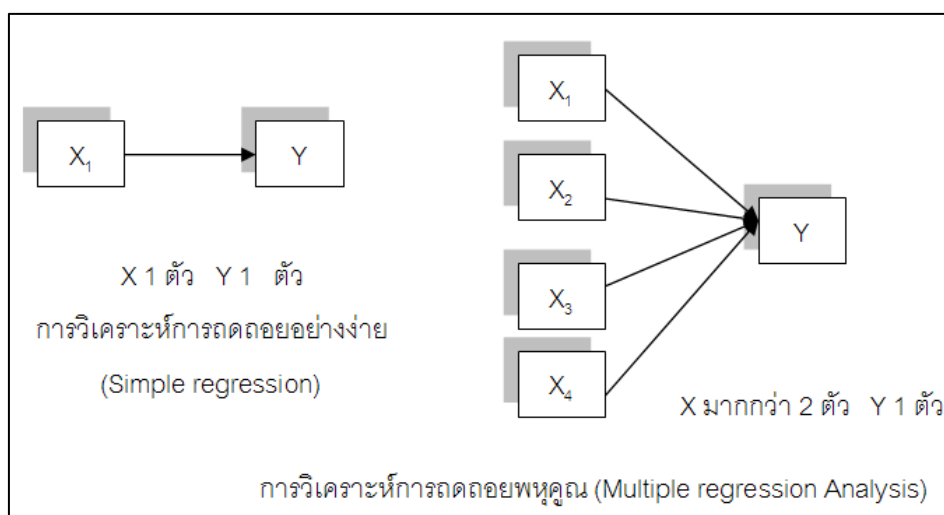 X₁
Y
X 1 ตัว Y 1 ตัว
การวิเคราะห์การถดถอยอย่างง่าย
(Simple regression)
X₁
X₂
X₃
X₄
Y
X มากกว่า 2 ตัว Y 1 ตัว
การวิเคราะห์การถดถอยพหุคูณ (Multiple regression Analysis)